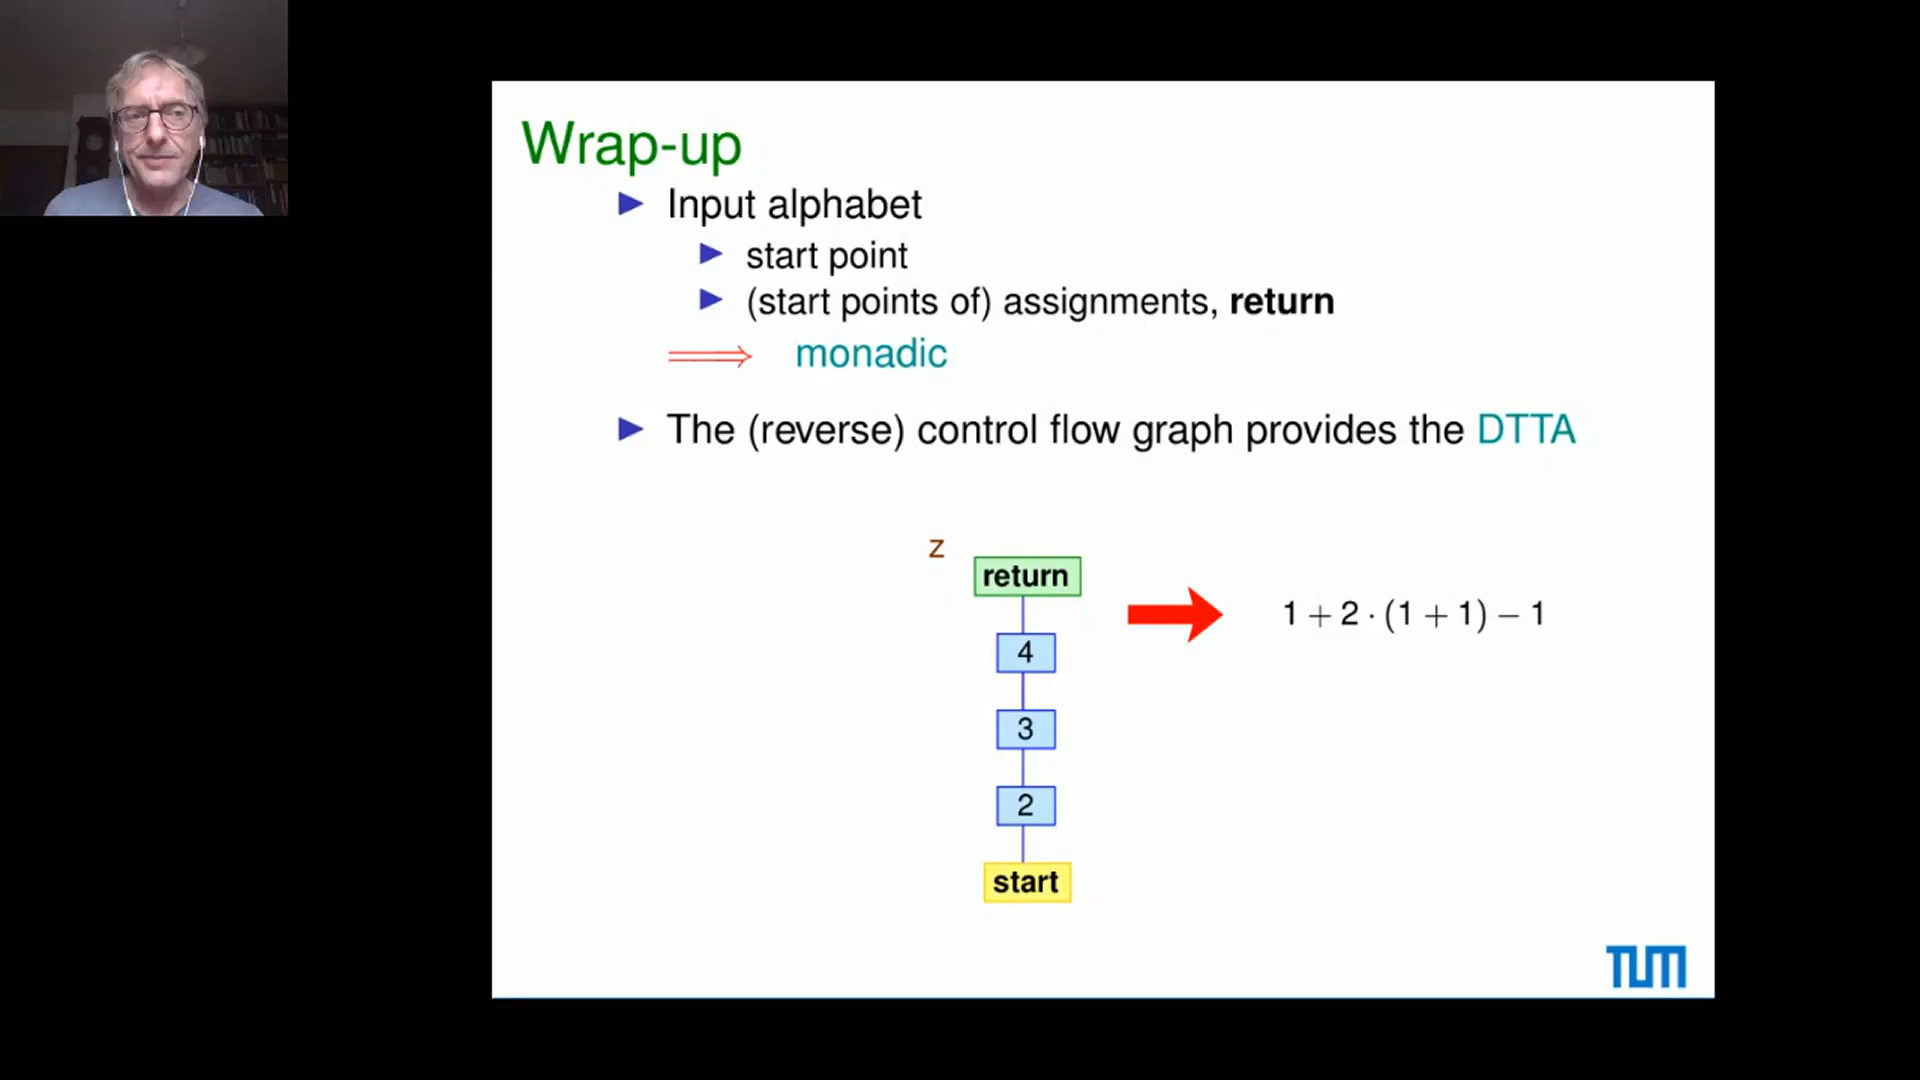 Wrap-up
Input alphabet
start point
(start points of) assignments, return
⟹ monadic
The (reverse) control flow graph provides the DTTA
z
return
1 + 2 · (1 + 1) − 1
4
3
2
start
TUM